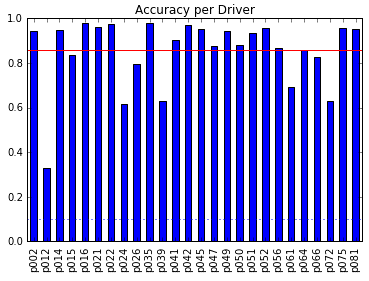 Accuracy per Driver
1.0
0.8
0.6
0.4
0.2
0.0
p002
p012
p014
p015
p016
p021
p022
p024
p026
p035
p039
p041
p042
p045
p047
p049
p050
p051
p052
p056
p061
p064
p066
p072
p075
p081